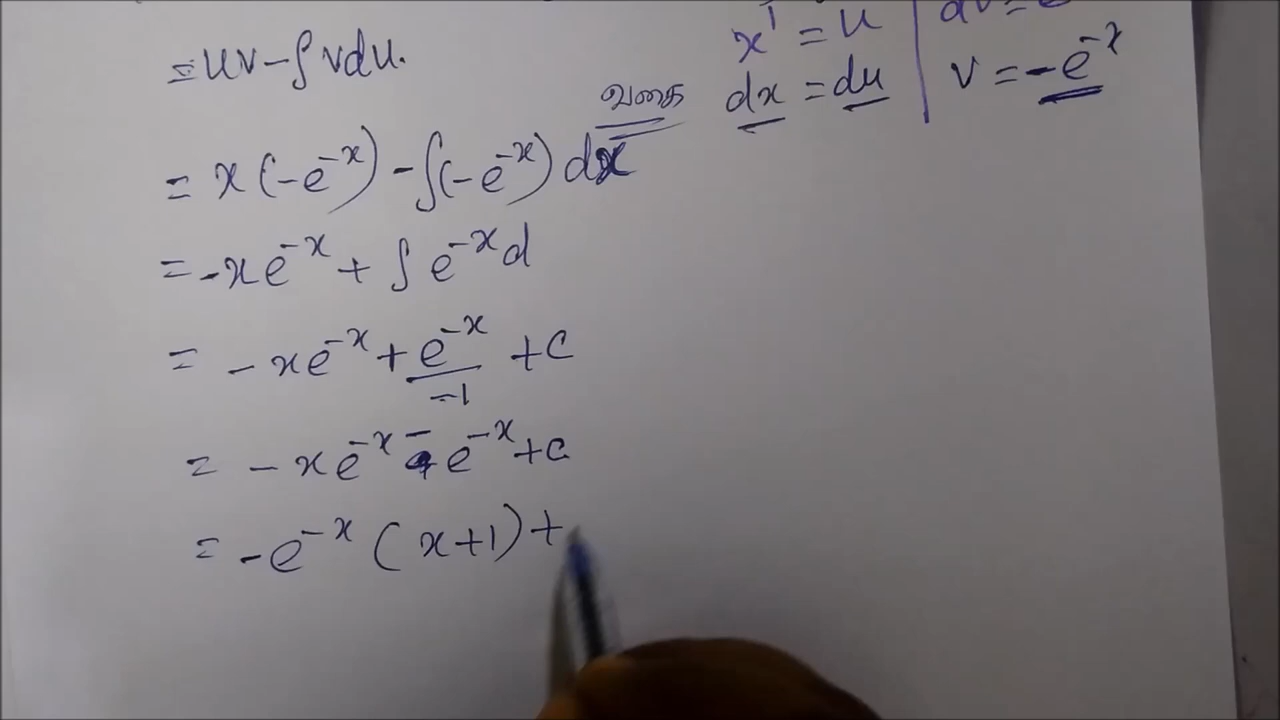 = uv - ∫ v du.
x' = u | dv = e
வகை dx = du | v = -e^{-x}
= x (-e^{-x}) - ∫(-e^{-x}) dx
= -xe^{-x} + ∫ e^{-x} d
= - xe^{-x} + e^{-x}/-1 + c
= - xe^{-x} - e^{-x} + c
= -e^{-x} (x+1) +